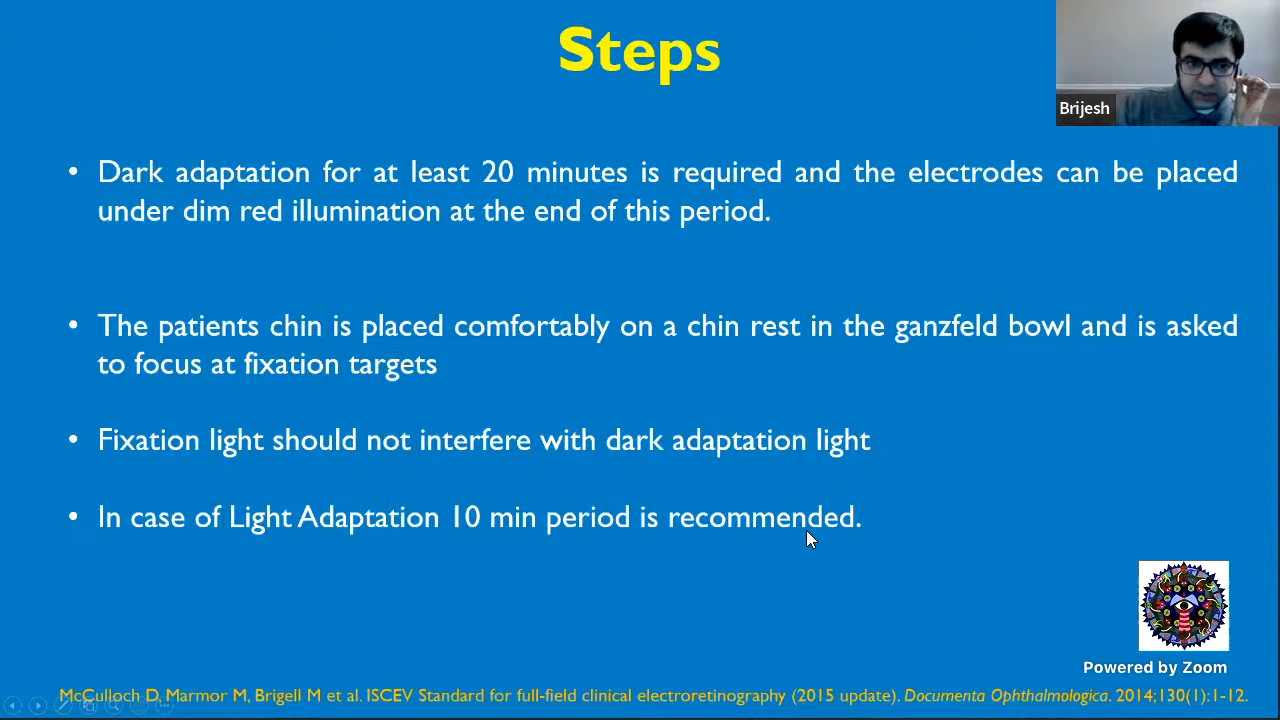 Steps
Brijesh
• Dark adaptation for at least 20 minutes is required and the electrodes can be placed
under dim red illumination at the end of this period.
• The patients chin is placed comfortably on a chin rest in the ganzfeld bowl and is asked
to focus at fixation targets
• Fixation light should not interfere with dark adaptation light
• In case of Light Adaptation 10 min period is recommended.
Powered by Zoom
McCulloch D, Marmor M, Brigell M et al. ISCEV Standard for full-field clinical electroretinography (2015 update). Documenta Ophthalmologica. 2014;130(1):1-12.